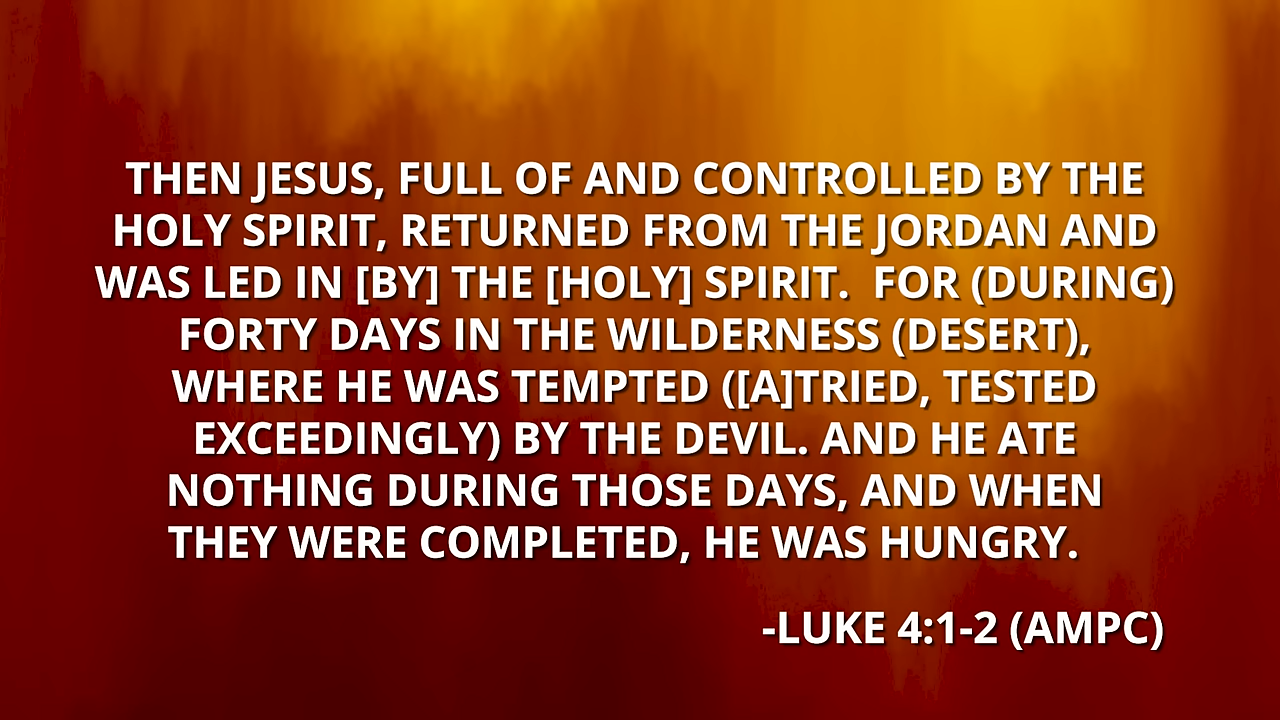 THEN JESUS, FULL OF AND CONTROLLED BY THE
HOLY SPIRIT, RETURNED FROM THE JORDAN AND
WAS LED IN [BY] THE [HOLY] SPIRIT.  FOR (DURING)
FORTY DAYS IN THE WILDERNESS (DESERT),
WHERE HE WAS TEMPTED ([A]TRIED, TESTED
EXCEEDINGLY) BY THE DEVIL. AND HE ATE
NOTHING DURING THOSE DAYS, AND WHEN
THEY WERE COMPLETED, HE WAS HUNGRY.
-LUKE 4:1-2 (AMPC)